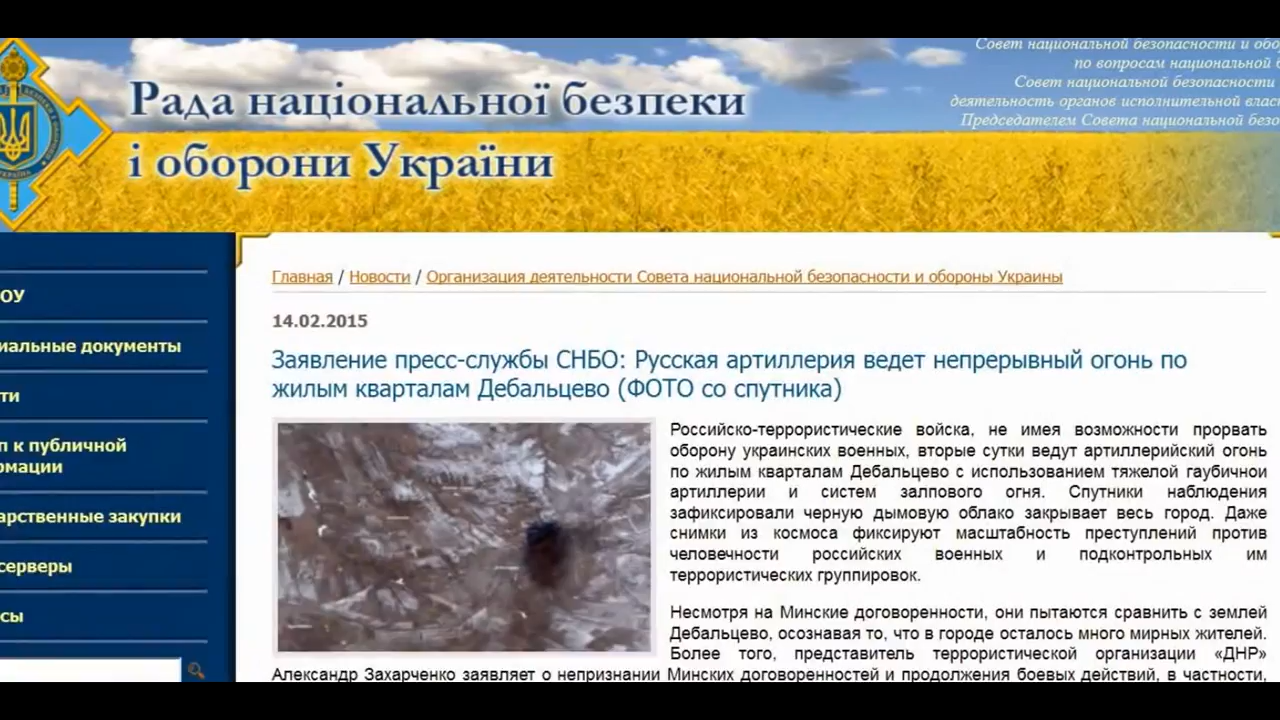 Совет национальной безопасности и обо
по вопросам национальной б
Совет национальной безопасности
деятельность органов исполнительной влас
Председателем Совета национальной безо
Рада національної безпеки
і оборони України
ОУ
иальные документы
ти
п к публичной
рмации
арственные закупки
серверы
сы
Главная / Новости / Организация деятельности Совета национальной безопасности и обороны Украины
14.02.2015
Заявление пресс-службы СНБО: Русская артиллерия ведет непрерывный огонь по
жилым кварталам Дебальцево (ФОТО со спутника)
Российско-террористические войска, не имея возможности прорвать
оборону украинских военных, вторые сутки ведут артиллерийский огонь
по жилым кварталам Дебальцево с использованием тяжелой гаубичной
артиллерии и систем залпового огня. Спутники наблюдения
зафиксировали черную дымовую облако закрывает весь город. Даже
снимки из космоса фиксируют масштабность преступлений против
человечности российских военных и подконтрольных им
террористических группировок.
Несмотря на Минские договоренности, они пытаются сравнить с землей
Дебальцево, осознавая то, что в городе осталось много мирных жителей.
Более того, представитель террористической организации «ДНР»
Александр Захарченко заявляет о непризнании Минских договоренностей и продолжения боевых действий, в частности,